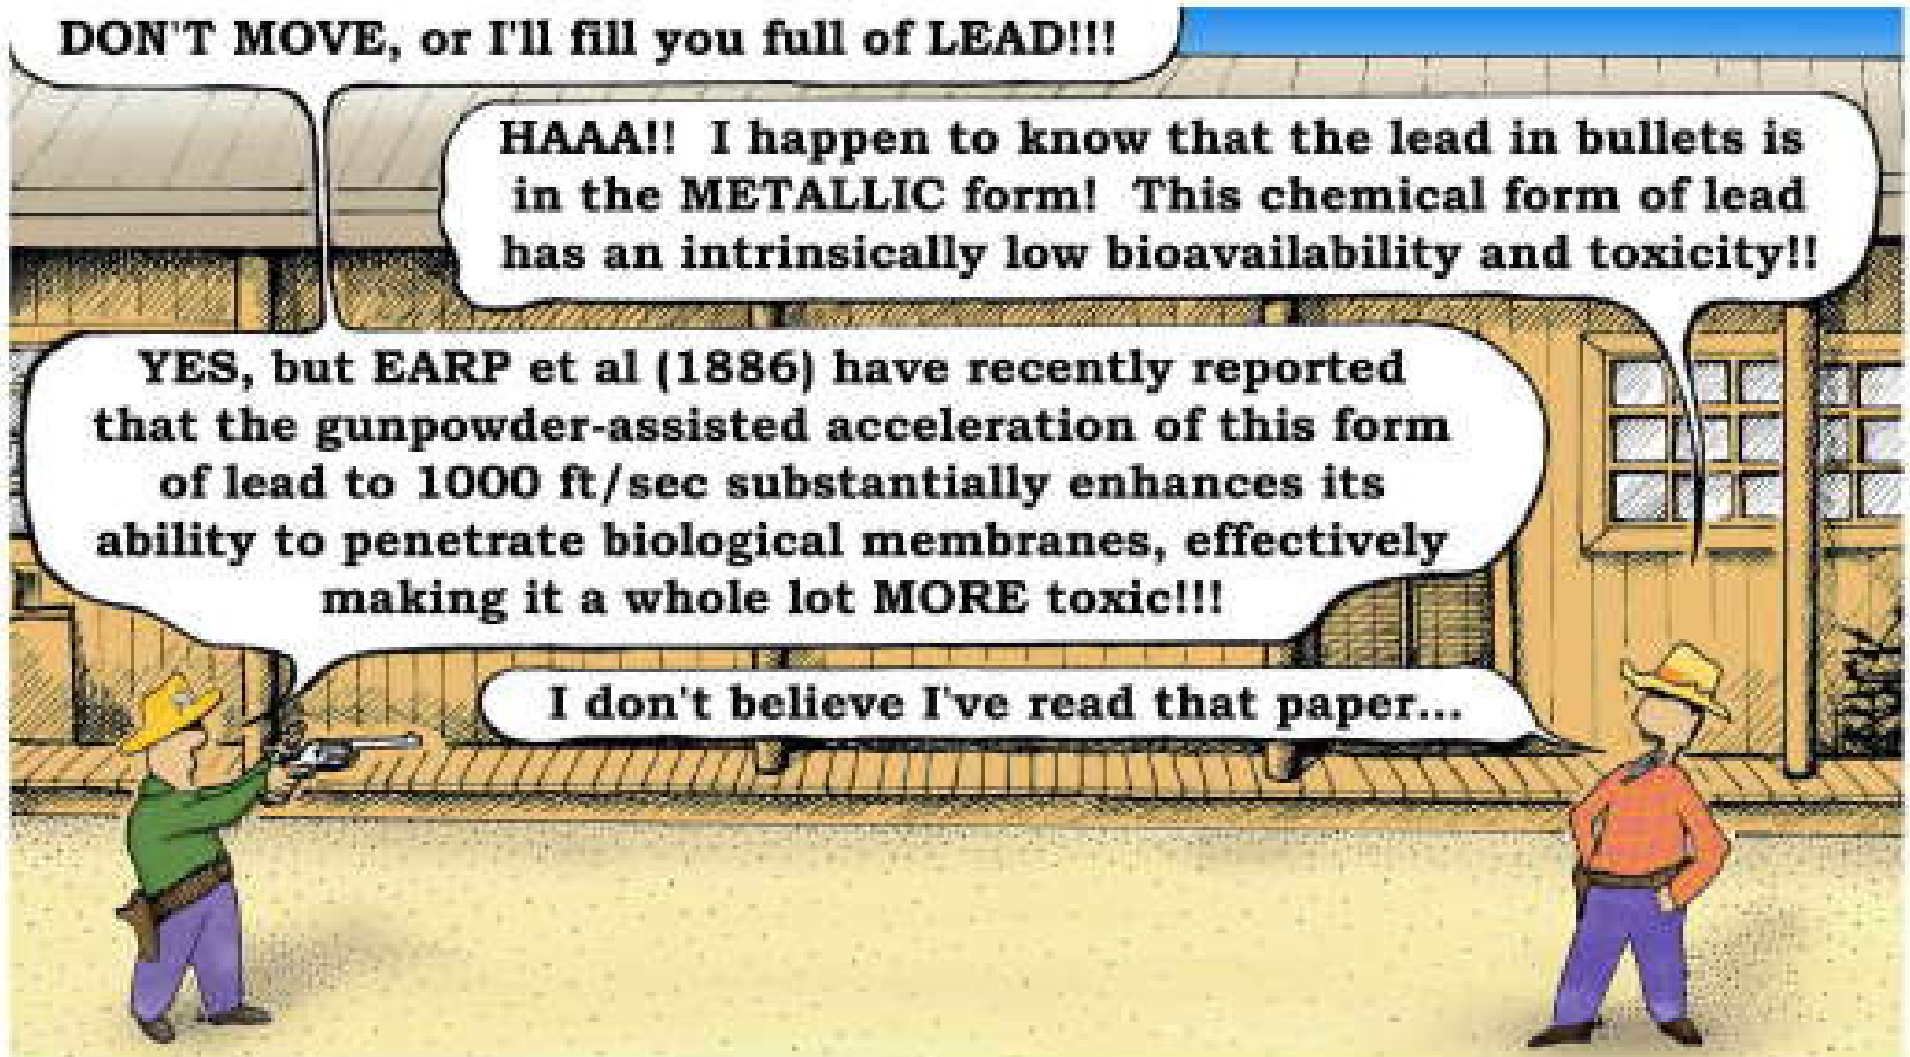 DON'T MOVE, or I'll fill you full of LEAD!!!
HAAA!!  I happen to know that the lead in bullets is
in the METALLIC form!  This chemical form of lead
has an intrinsically low bioavailability and toxicity!!
YES, but EARP et al (1886) have recently reported
that the gunpowder-assisted acceleration of this form
of lead to 1000 ft/sec substantially enhances its
ability to penetrate biological membranes, effectively
making it a whole lot MORE toxic!!!
I don't believe I've read that paper...